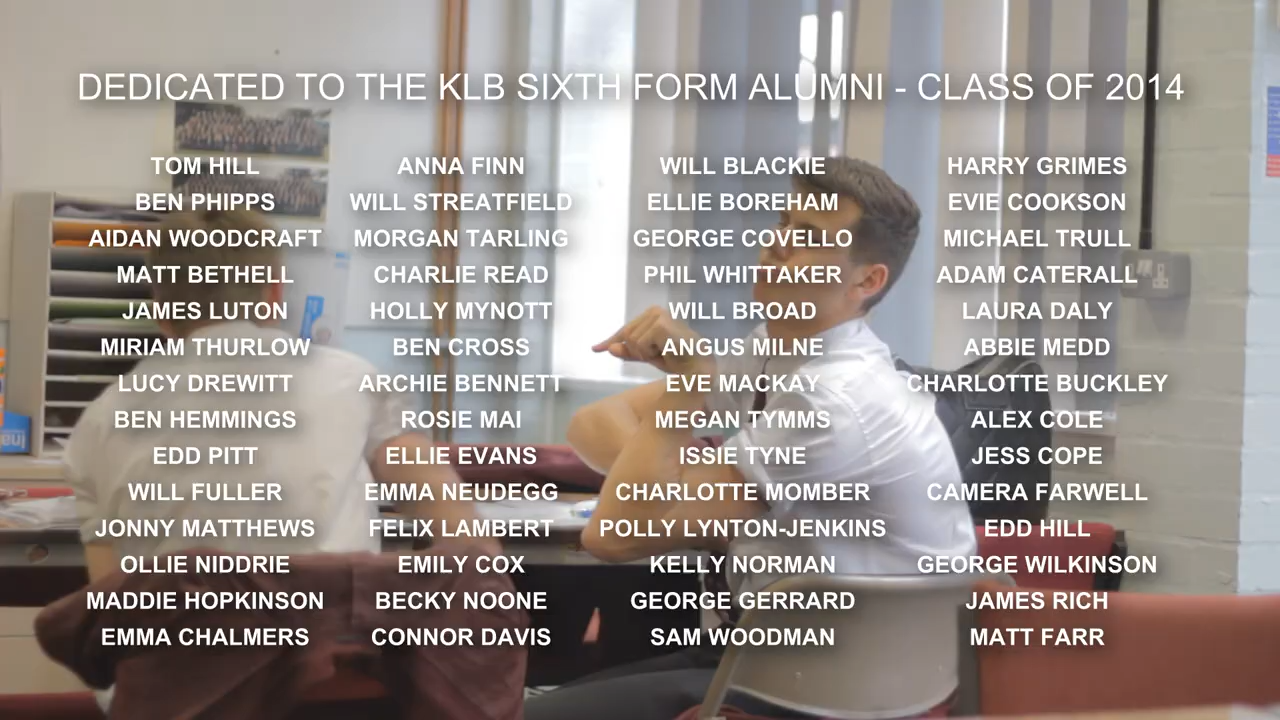 DEDICATED TO THE KLB SIXTH FORM ALUMNI - CLASS OF 2014
TOM HILL ANNA FINN WILL BLACKIE HARRY GRIMES
BEN PHIPPS WILL STREATFIELD ELLIE BOREHAM EVIE COOKSON
AIDAN WOODCRAFT MORGAN TARLING GEORGE COVELLO MICHAEL TRULL
MATT BETHELL CHARLIE READ PHIL WHITTAKER ADAM CATERALL
JAMES LUTON HOLLY MYNOTT WILL BROAD LAURA DALY
MIRIAM THURLOW BEN CROSS ANGUS MILNE ABBIE MEDD
LUCY DREWITT ARCHIE BENNETT EVE MACKAY CHARLOTTE BUCKLEY
BEN HEMMINGS ROSIE MAI MEGAN TYMMS ALEX COLE
EDD PITT ELLIE EVANS ISSIE TYNE JESS COPE
WILL FULLER EMMA NEUDEGG CHARLOTTE MOMBER CAMERA FARWELL
JONNY MATTHEWS FELIX LAMBERT POLLY LYNTON-JENKINS EDD HILL
OLLIE NIDDRIE EMILY COX KELLY NORMAN GEORGE WILKINSON
MADDIE HOPKINSON BECKY NOONE GEORGE GERRARD JAMES RICH
EMMA CHALMERS CONNOR DAVIS SAM WOODMAN MATT FARR